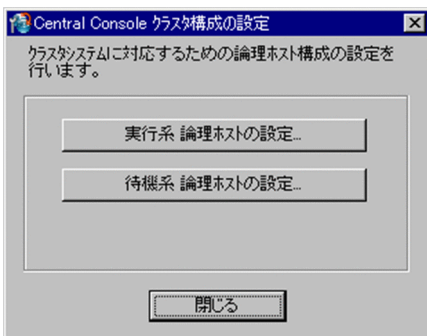 Central Console クラスタ構成の設定
クラスタシステムに対応するための論理ホスト構成の設定を
行います。
実行系 論理ホストの設定...
待機系 論理ホストの設定...
閉じる